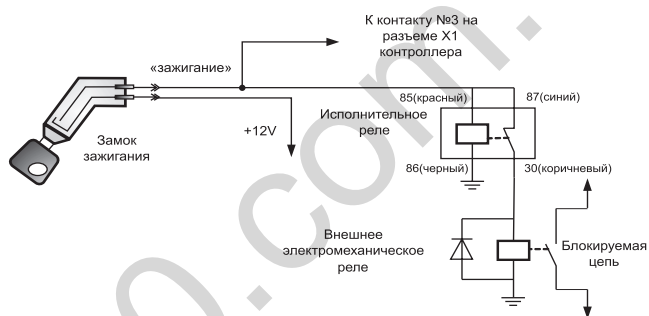 К контакту №3 на
разъеме X1
контроллера
«зажигание»
85(красный)
87(синий)
Исполнительное
реле
+12V
Замок
зажигания
86(черный)
30(коричневый)
Внешнее
электромеханическое
реле
Блокируемая
цепь